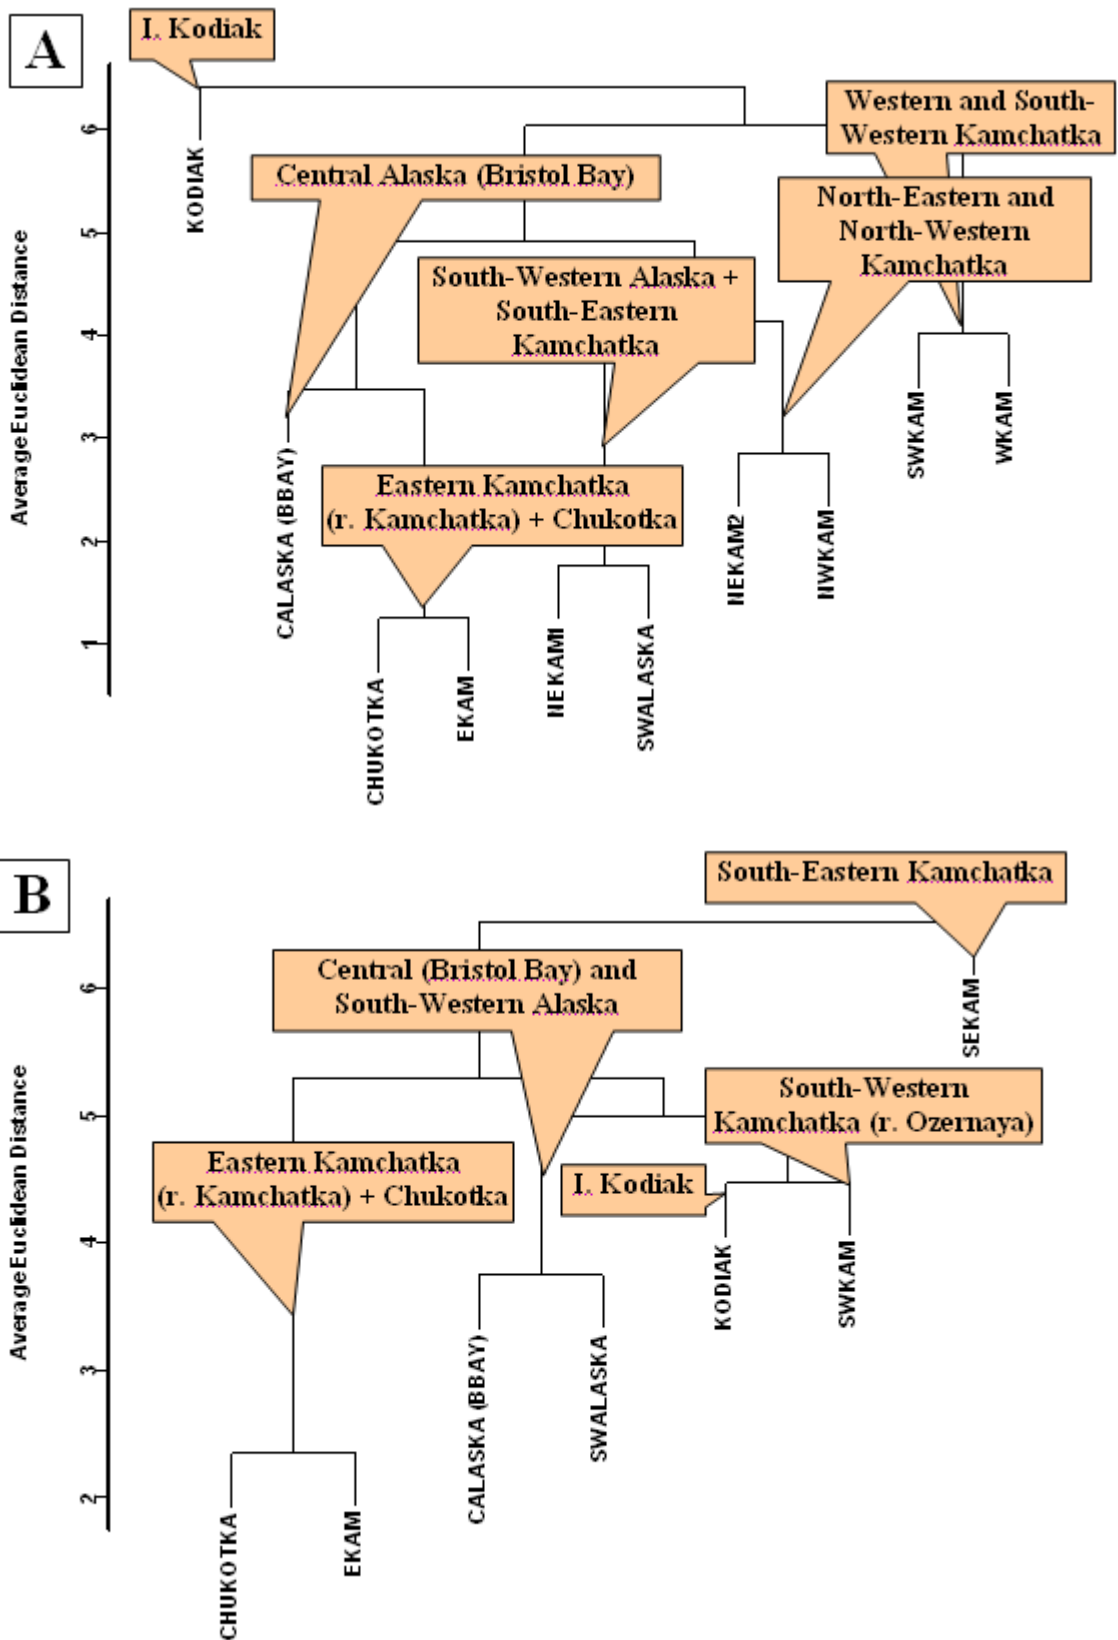 A
I. Kodiak
Western and South-
Western Kamchatka
Central Alaska (Bristol Bay)
North-Eastern and
North-Western
Kamchatka
South-Western Alaska +
South-Eastern
Kamchatka
Eastern Kamchatka
(r. Kamchatka) + Chukotka
Average Euclidean Distance
6
5
4
3
2
1
KODIAK
CALASKA (BBAY)
CHUKOTKA
EKAM
NEKAM1
SWALASKA
NEKAM2
NWKAM
SWKAM
WKAM
B
South-Eastern Kamchatka
Central (Bristol Bay) and
South-Western Alaska
South-Western
Kamchatka (r. Ozernaya)
Eastern Kamchatka
(r. Kamchatka) + Chukotka
I. Kodiak
Average Euclidean Distance
6
5
4
3
2
CHUKOTKA
EKAM
CALASKA (BBAY)
SWALASKA
KODIAK
SWKAM
SEKAM